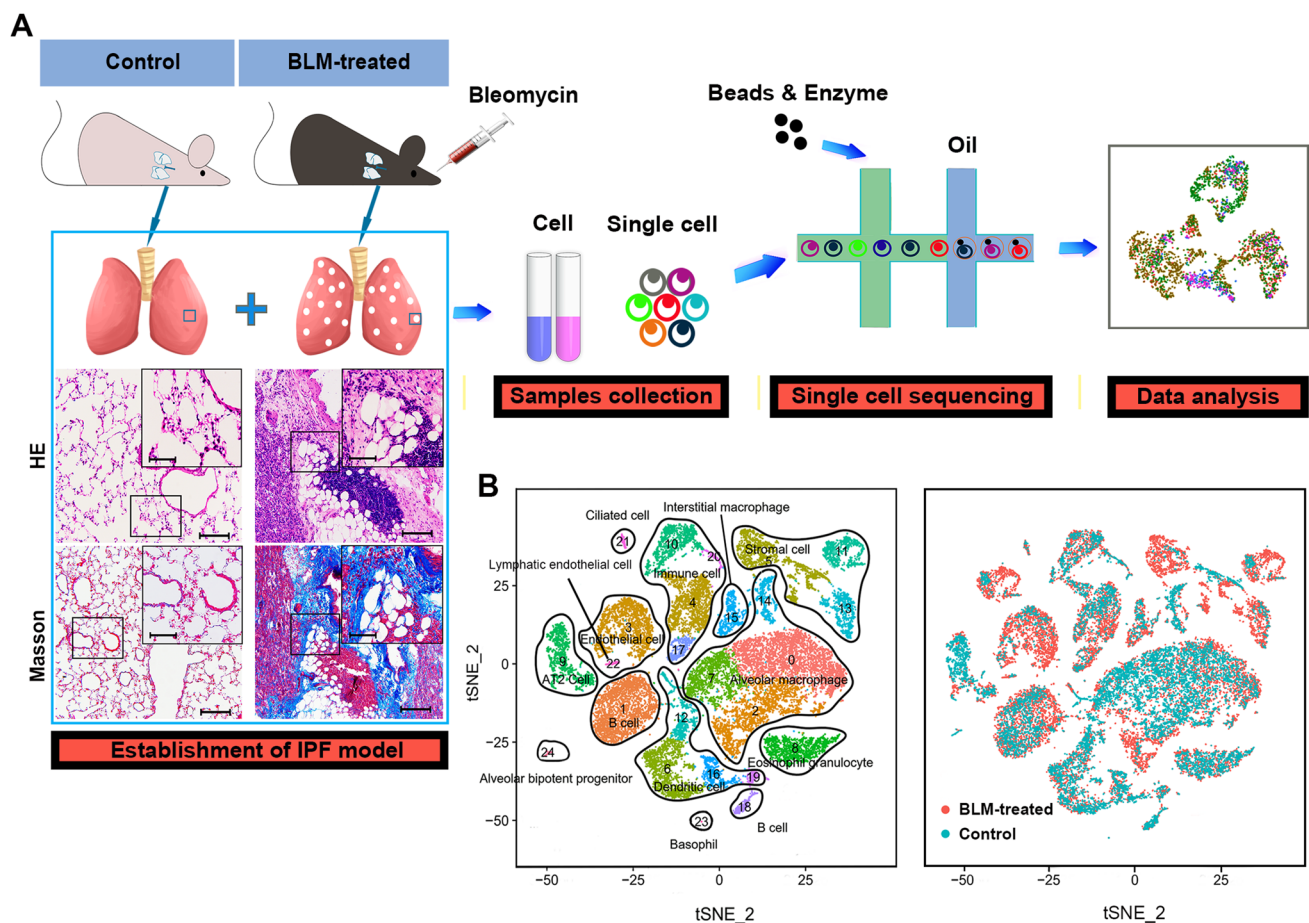 A
Control
BLM-treated
Bleomycin
Beads & Enzyme
Oil
Cell
Single cell
Samples collection
Single cell sequencing
Data analysis
HE
Masson
Establishment of IPF model
B
Interstitial macrophage
Ciliated cell
21
10
20
Stromal cell
5
11
Lymphatic endothelial cell
Immune cell
25
4
15
14
13
3
Endothelial cell
17
0
9
22
0
AT2 Cell
7
Alveolar macrophage
tSNE_2
1
B cell
12
2
-25
24
8
Eosinophil granulocyte
Alveolar bipotent progenitor
6
16
19
Dendritic cell
18
B cell
-50
23
Basophil
-50
-25
0
25
tSNE_2
BLM-treated
Control
-50
-25
0
25
tSNE_2